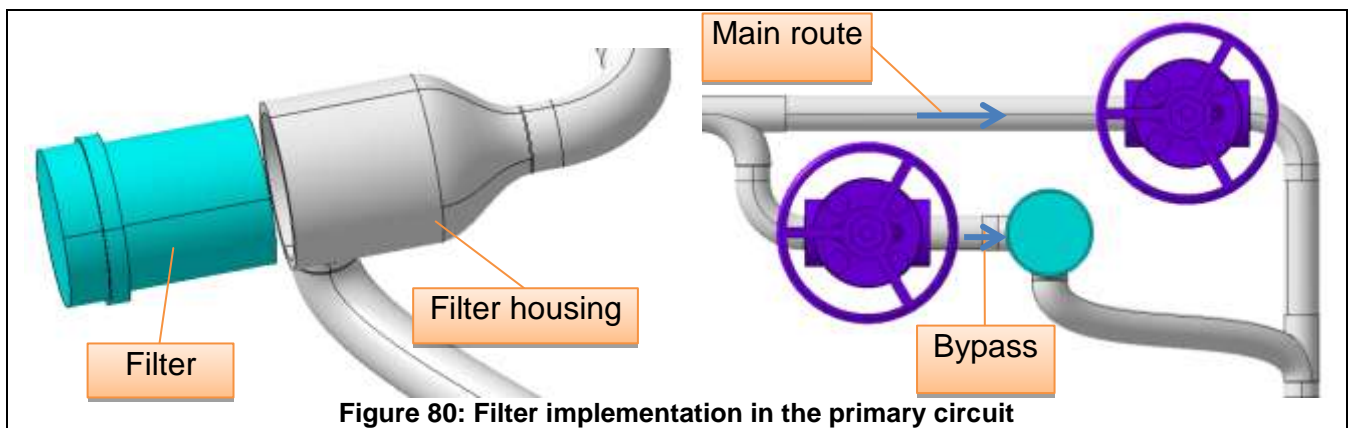 Main route
Filter housing
Filter
Bypass
Figure 80: Filter implementation in the primary circuit